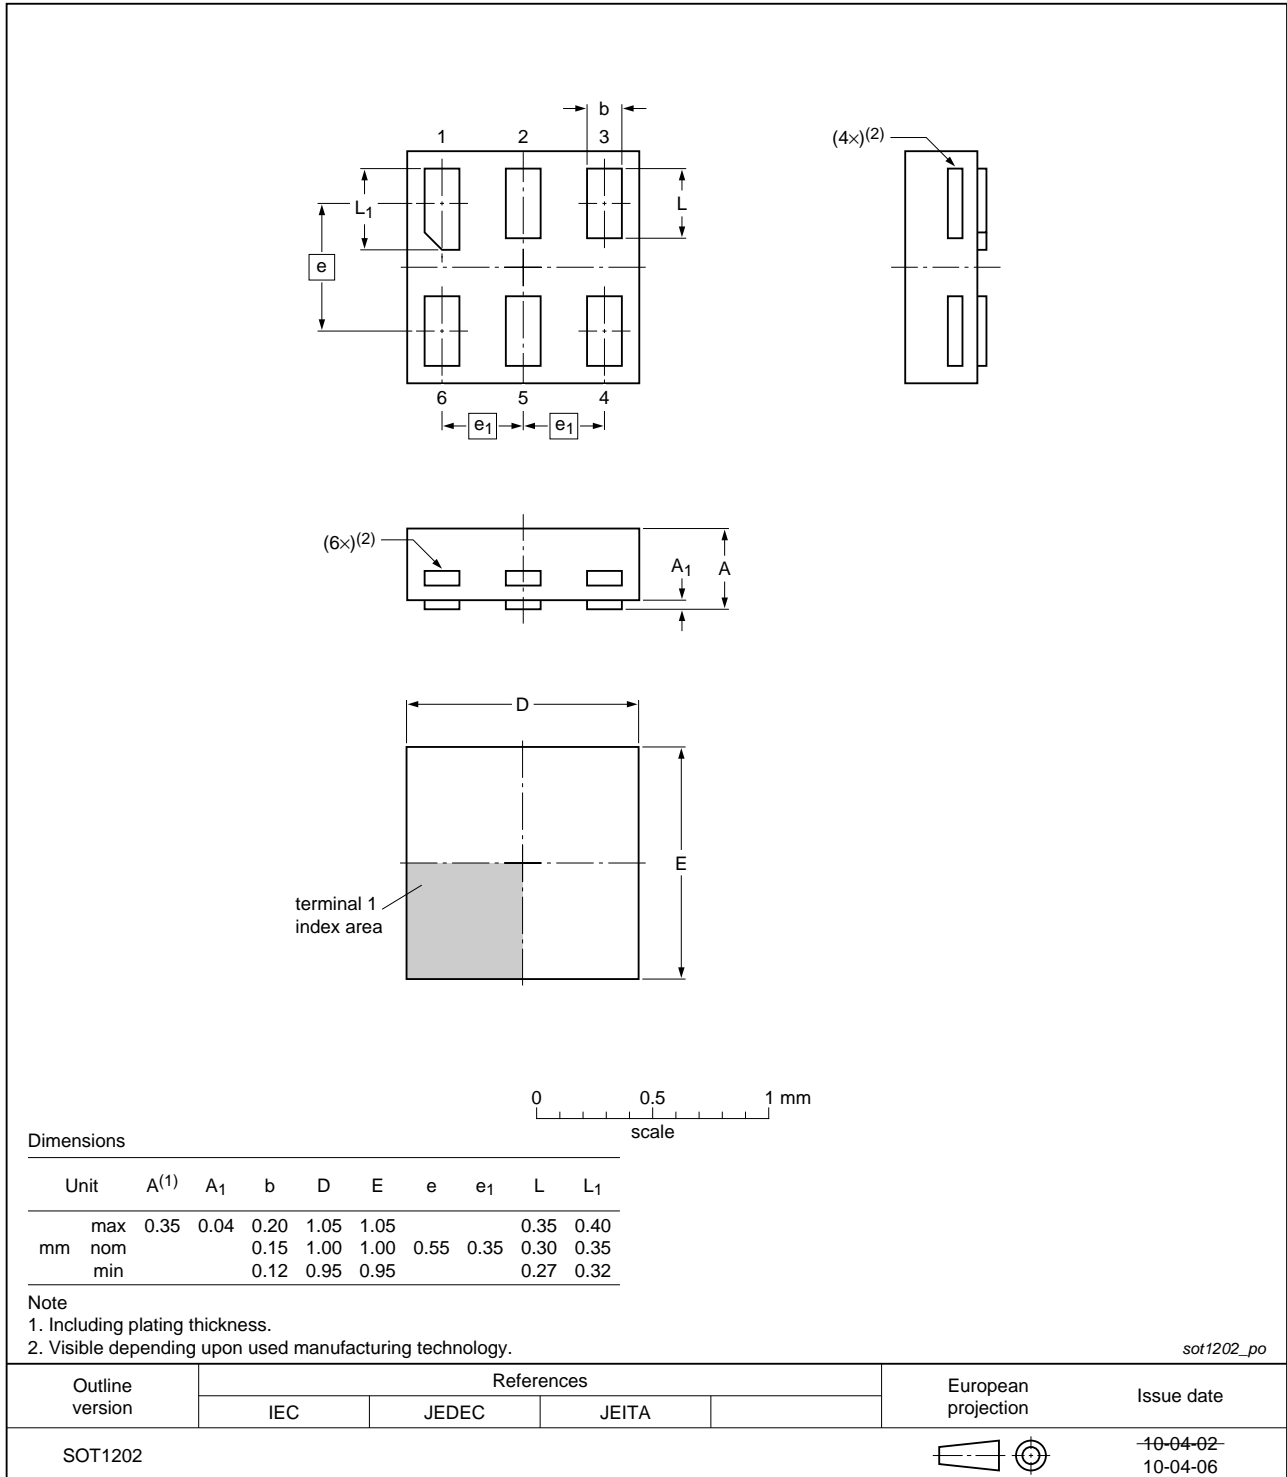 b
1 2 3
(4×)(2)
L1
L
e
6 5 4
e1 e1
(6×)(2)
A1 A
D
E
terminal 1
index area
0 0.5 1 mm
scale
Dimensions
Unit A(1) A1 b D E e e1 L L1
max 0.35 0.04 0.20 1.05 1.05 0.35 0.40
mm nom 0.15 1.00 1.00 0.55 0.35 0.30 0.35
min 0.12 0.95 0.95 0.27 0.32
Note
1. Including plating thickness.
2. Visible depending upon used manufacturing technology.
sot1202_po
Outline version References European projection Issue date
IEC JEDEC JEITA
SOT1202 10-04-02
10-04-06